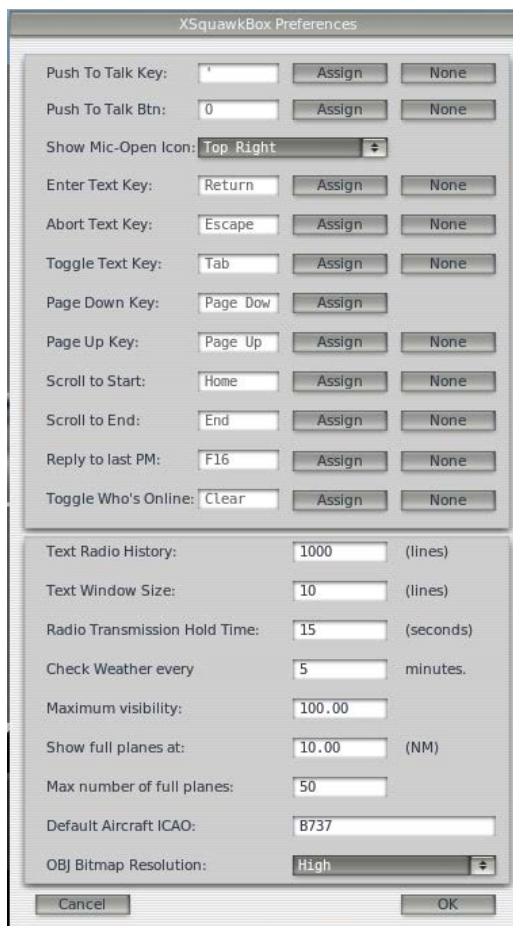 XSquawkBox Preferences
Push To Talk Key: ' Assign None
Push To Talk Btn: 0 Assign None
Show Mic-Open Icon: Top Right
Enter Text Key: Return Assign None
Abort Text Key: Escape Assign None
Toggle Text Key: Tab Assign None
Page Down Key: Page Dow Assign
Page Up Key: Page Up Assign None
Scroll to Start: Home Assign None
Scroll to End: End Assign None
Reply to last PM: F16 Assign None
Toggle Who's Online: Clear Assign None
Text Radio History: 1000 (lines)
Text Window Size: 10 (lines)
Radio Transmission Hold Time: 15 (seconds)
Check Weather every 5 minutes.
Maximum visibility: 100.00
Show full planes at: 10.00 (NM)
Max number of full planes: 50
Default Aircraft ICAO: B737
OBJ Bitmap Resolution: High
Cancel OK